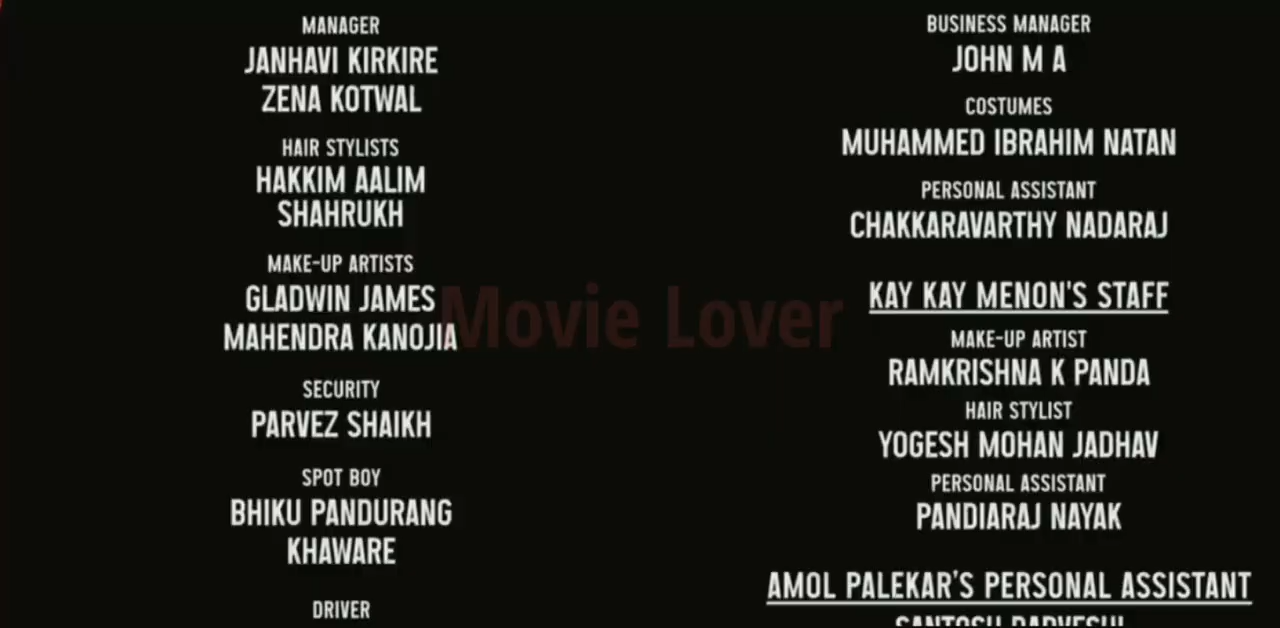 MANAGER
JANHAVI KIRKIRE
ZENA KOTWAL
HAIR STYLISTS
HAKKIM AALIM
SHAHRUKH
MAKE-UP ARTISTS
GLADWIN JAMES
MAHENDRA KANOJIA
SECURITY
PARVEZ SHAIKH
SPOT BOY
BHIKU PANDURANG
KHAWARE
DRIVER
Movie Lover
BUSINESS MANAGER
JOHN M A
COSTUMES
MUHAMMED IBRAHIM NATAN
PERSONAL ASSISTANT
CHAKKARAVARTHY NADARAJ
KAY KAY MENON'S STAFF
MAKE-UP ARTIST
RAMKRISHNA K PANDA
HAIR STYLIST
YOGESH MOHAN JADHAV
PERSONAL ASSISTANT
PANDIARAJ NAYAK
AMOL PALEKAR'S PERSONAL ASSISTANT
SANTOSH